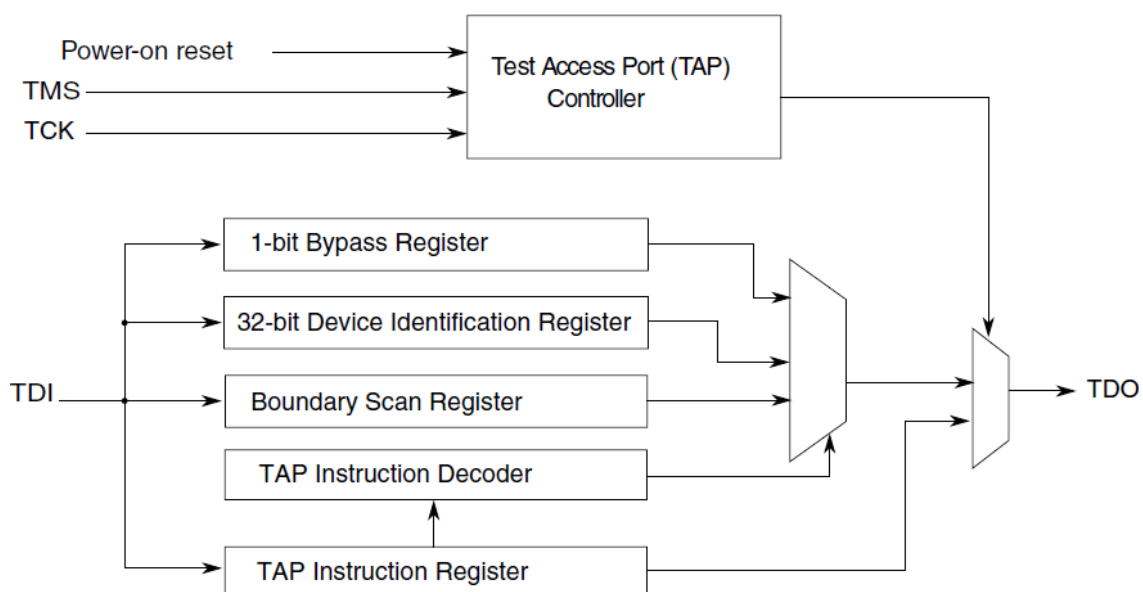 Power-on reset
TMS
TCK
Test Access Port (TAP)
Controller
1-bit Bypass Register
32-bit Device Identification Register
TDI
Boundary Scan Register
TDO
TAP Instruction Decoder
TAP Instruction Register